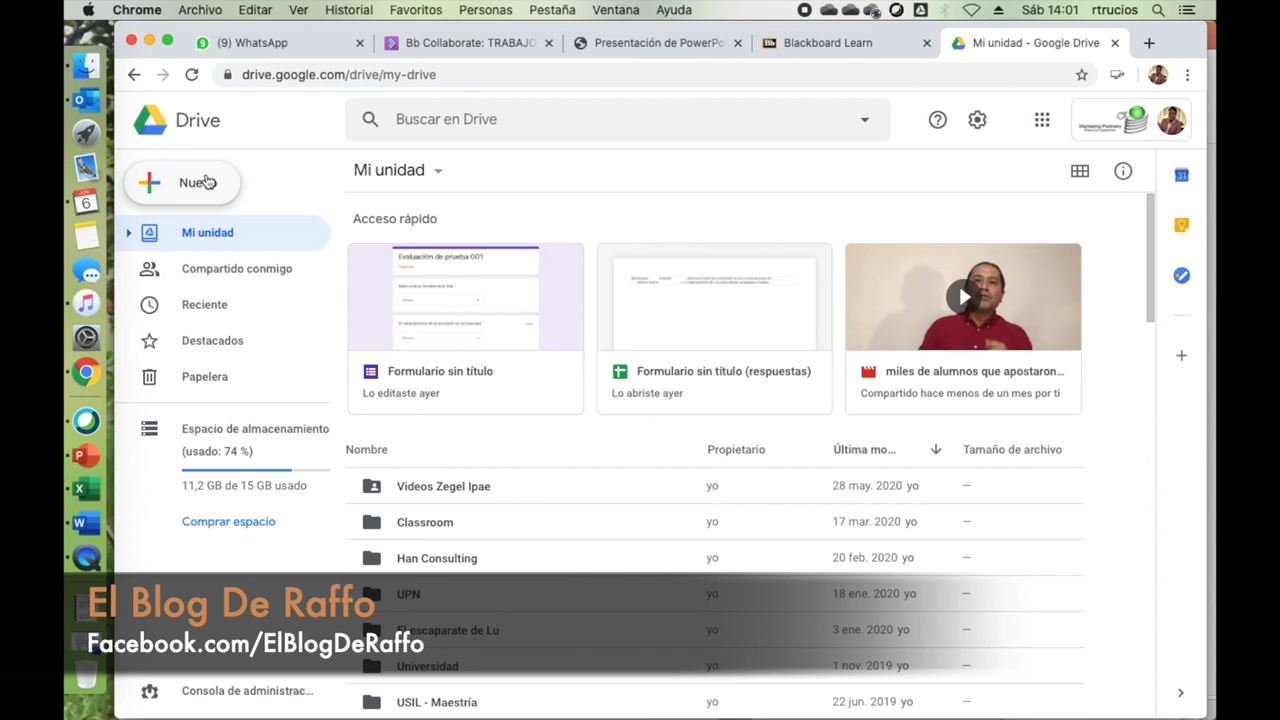 Chrome Archivo Editar Ver Historial Favoritos Personas Pestaña Ventana Ayuda Sáb 14:01 rtrucios
(9) WhatsApp
Bb Collaborate: TRABAJO
Presentación de PowerPo
Blackboard Learn
Mi unidad - Google Drive
drive.google.com/drive/my-drive
Drive
Buscar en Drive
Marketing Partners
Nuevo
Mi unidad
Compartido conmigo
Reciente
Destacados
Papelera
Espacio de almacenamiento
(usado: 74 %)
11,2 GB de 15 GB usado
Comprar espacio
Consola de administrac...
Mi unidad
Acceso rápido
Evaluación de prueba 001
Formulario sin título
Lo editaste ayer
Formulario sin título (respuestas)
Lo abriste ayer
miles de alumnos que apostaron...
Compartido hace menos de un mes por ti
Nombre Propietario Última mo... Tamaño de archivo
Videos Zegel Ipae yo 28 may. 2020 yo —
Classroom yo 17 mar. 2020 yo —
Han Consulting yo 20 feb. 2020 yo —
UPN yo 18 ene. 2020 yo —
El escaparate de Lu yo 3 ene. 2020 yo —
Universidad yo 1 nov. 2019 yo —
USIL - Maestría yo 22 jun. 2019 yo —
JUN
6
31
El Blog De Raffo
Facebook.com/ElBlogDeRaffo